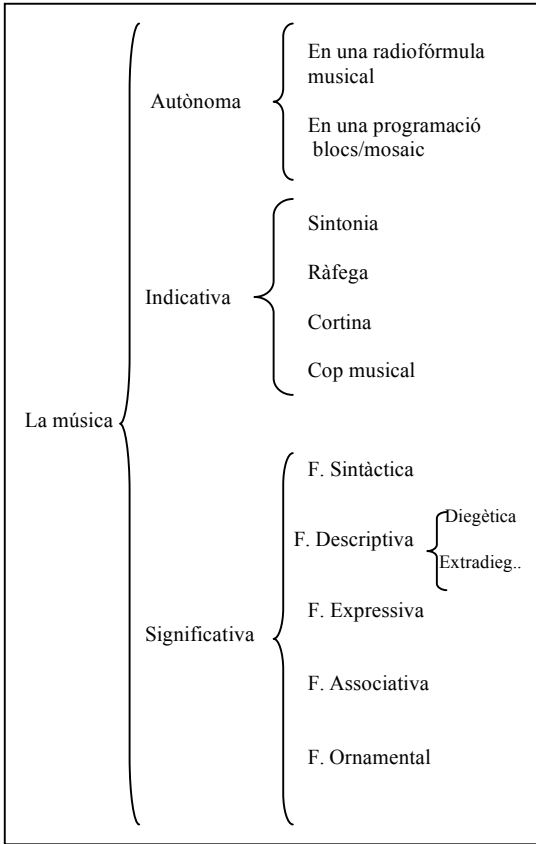 En una radiofórmula
musical
Autònoma
En una programació
blocs/mosaic
Sintonia
Ràfega
Indicativa
Cortina
Cop musical
La música
F. Sintàctica
Diegètica
F. Descriptiva
Extradieg..
F. Expressiva
Significativa
F. Associativa
F. Ornamental